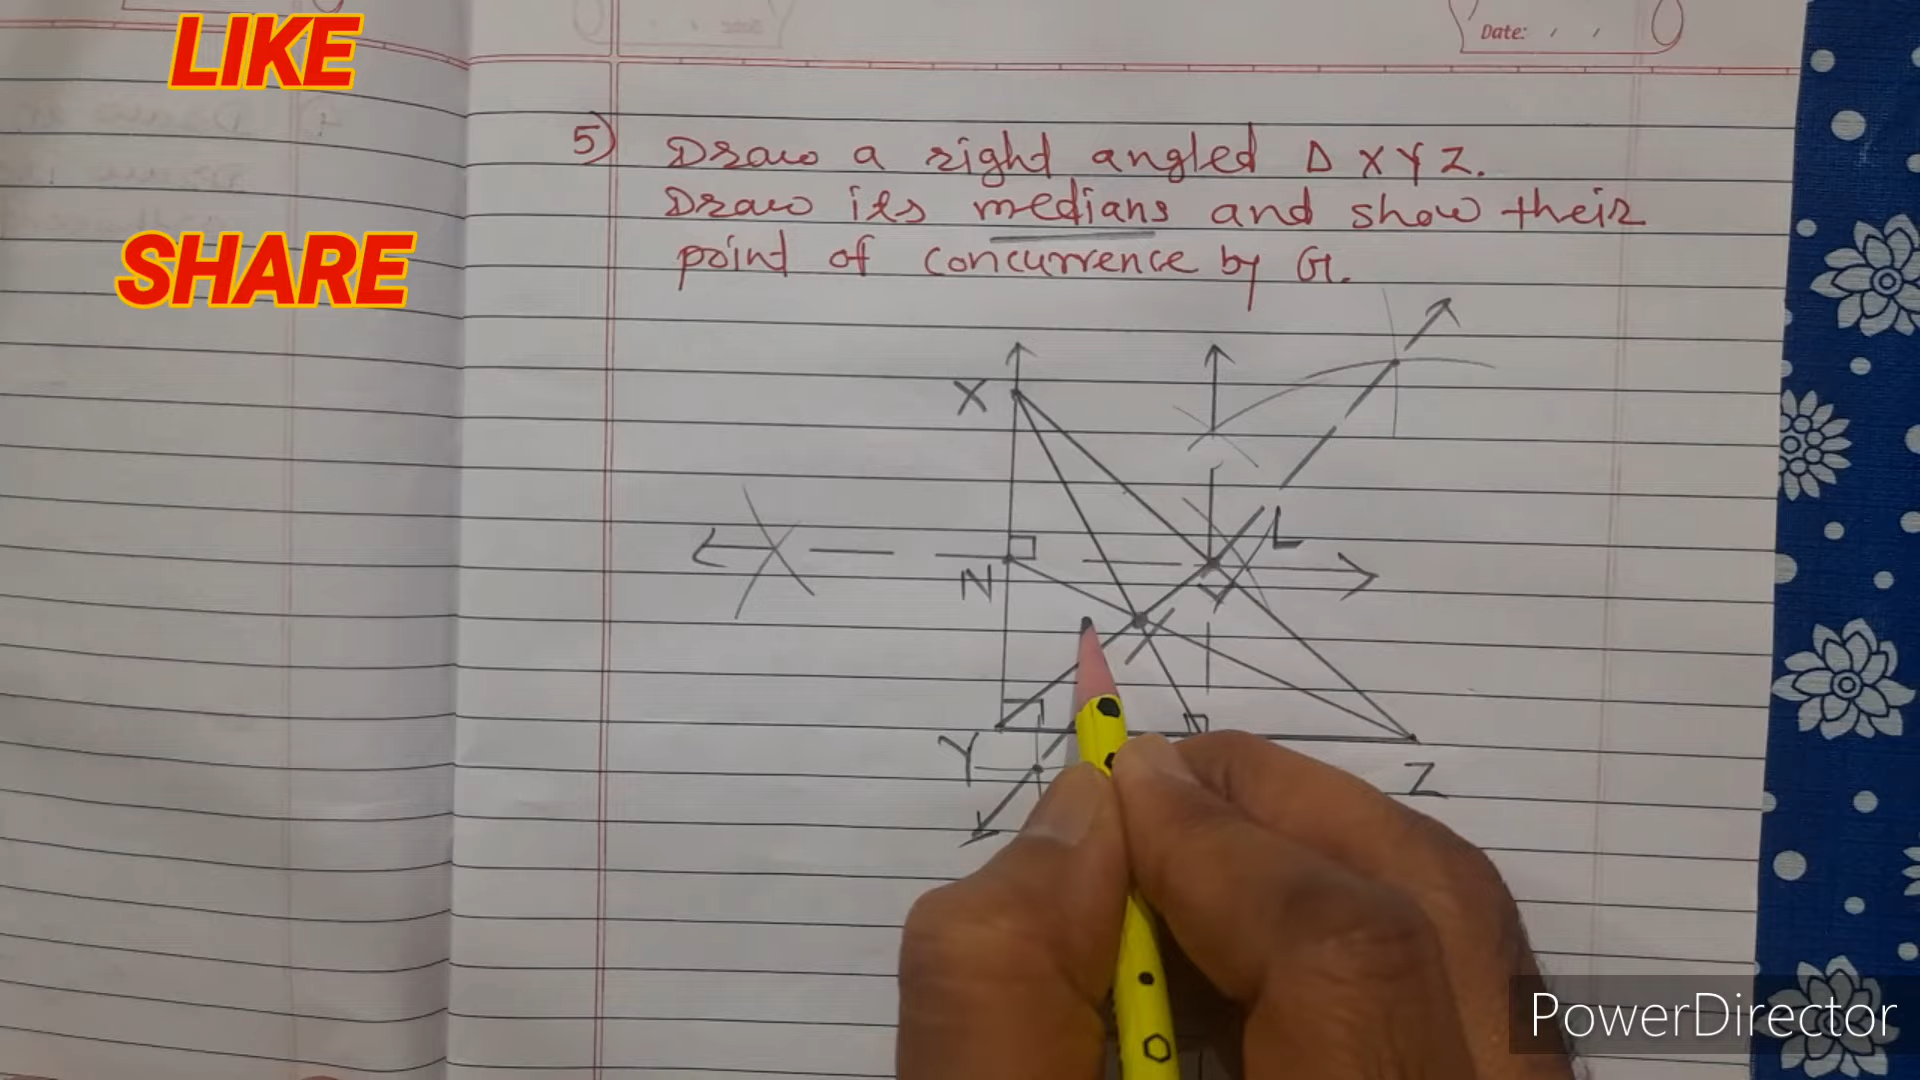 LIKE
SHARE
Date:
5) Draw a right angled Δ XYZ.
Draw its medians and show their
point of concurrence by G.
X
L
N
Y
Z
PowerDirector